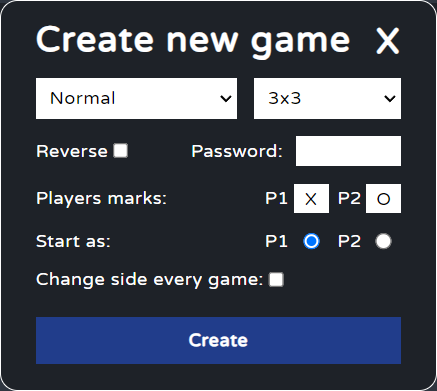 Create new game X
Normal 3x3
Reverse Password:
Players marks: P1 X P2 O
Start as: P1 P2
Change side every game:
Create